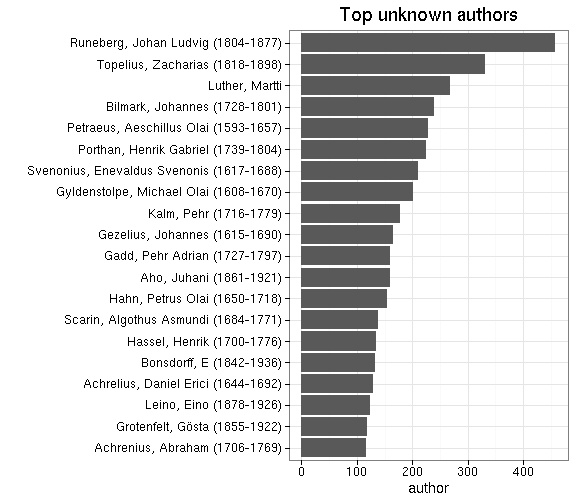 Top unknown authors
Runeberg, Johan Ludvig (1804-1877)
Topelius, Zacharias (1818-1898)
Luther, Martti
Bilmark, Johannes (1728-1801)
Petraeus, Aeschillus Olai (1593-1657)
Porthan, Henrik Gabriel (1739-1804)
Svenonius, Enevaldus Svenonis (1617-1688)
Gyldenstolpe, Michael Olai (1608-1670)
Kalm, Pehr (1716-1779)
Gezelius, Johannes (1615-1690)
Gadd, Pehr Adrian (1727-1797)
Aho, Juhani (1861-1921)
Hahn, Petrus Olai (1650-1718)
Scarin, Algothus Asmundi (1684-1771)
Hassel, Henrik (1700-1776)
Bonsdorff, E (1842-1936)
Achrelius, Daniel Erici (1644-1692)
Leino, Eino (1878-1926)
Grotenfelt, Gösta (1855-1922)
Achrenius, Abraham (1706-1769)
0 100 200 300 400
author